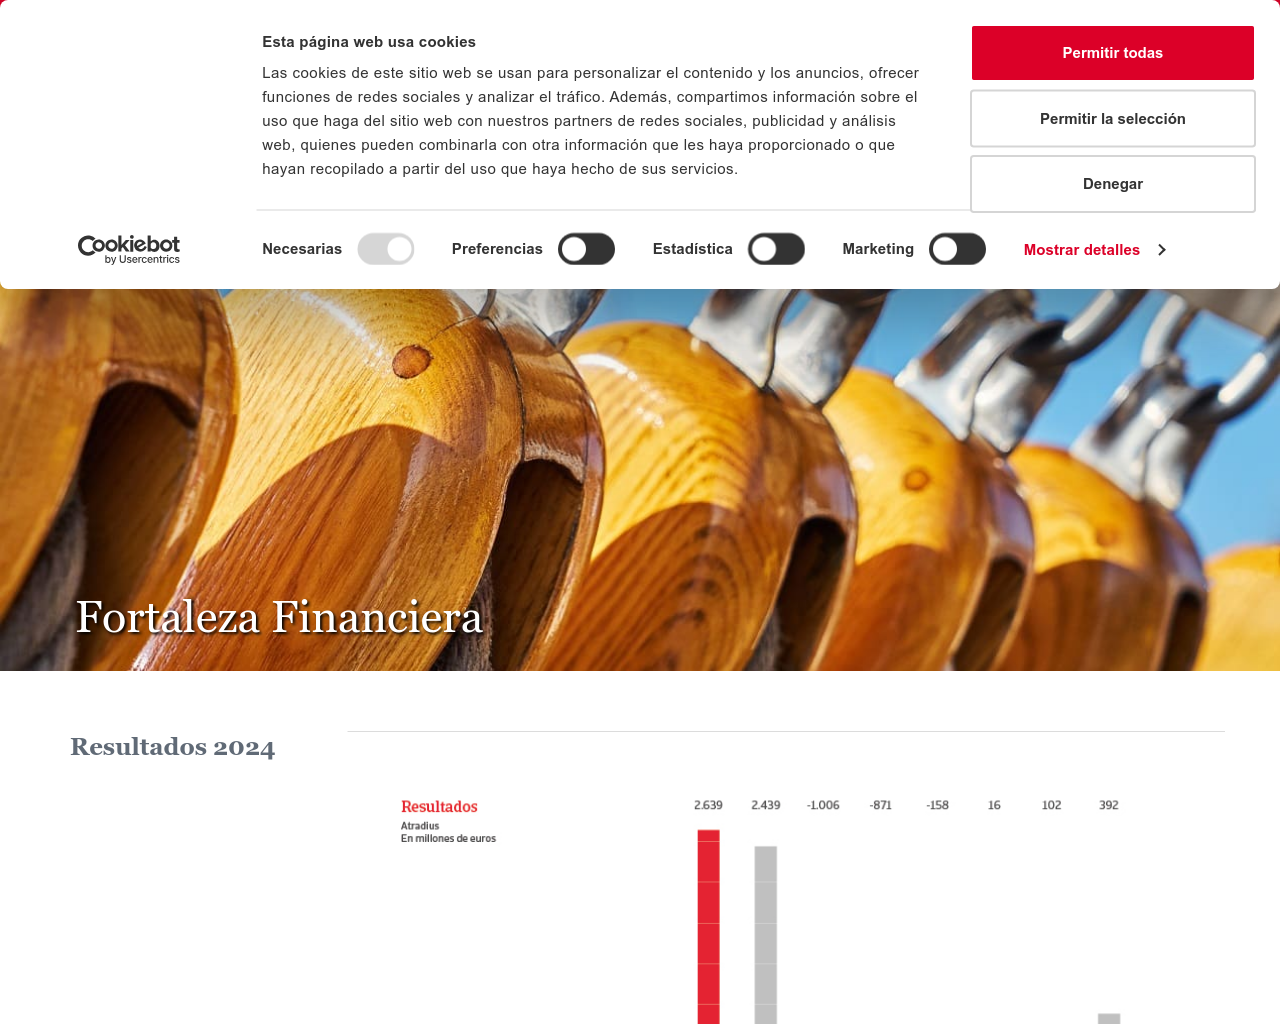 Esta página web usa cookies
Las cookies de este sitio web se usan para personalizar el contenido y los anuncios, ofrecer
funciones de redes sociales y analizar el tráfico. Además, compartimos información sobre el
uso que haga del sitio web con nuestros partners de redes sociales, publicidad y análisis
web, quienes pueden combinarla con otra información que les haya proporcionado o que
hayan recopilado a partir del uso que haya hecho de sus servicios.
Permitir todas
Permitir la selección
Denegar
Cookiebot
by Usercentrics
Necesarias Preferencias Estadística Marketing Mostrar detalles
Fortaleza Financiera
Resultados 2024
Resultados
Atradius
En millones de euros
2.639 2.439 -1.006 -871 -158 16 102 392